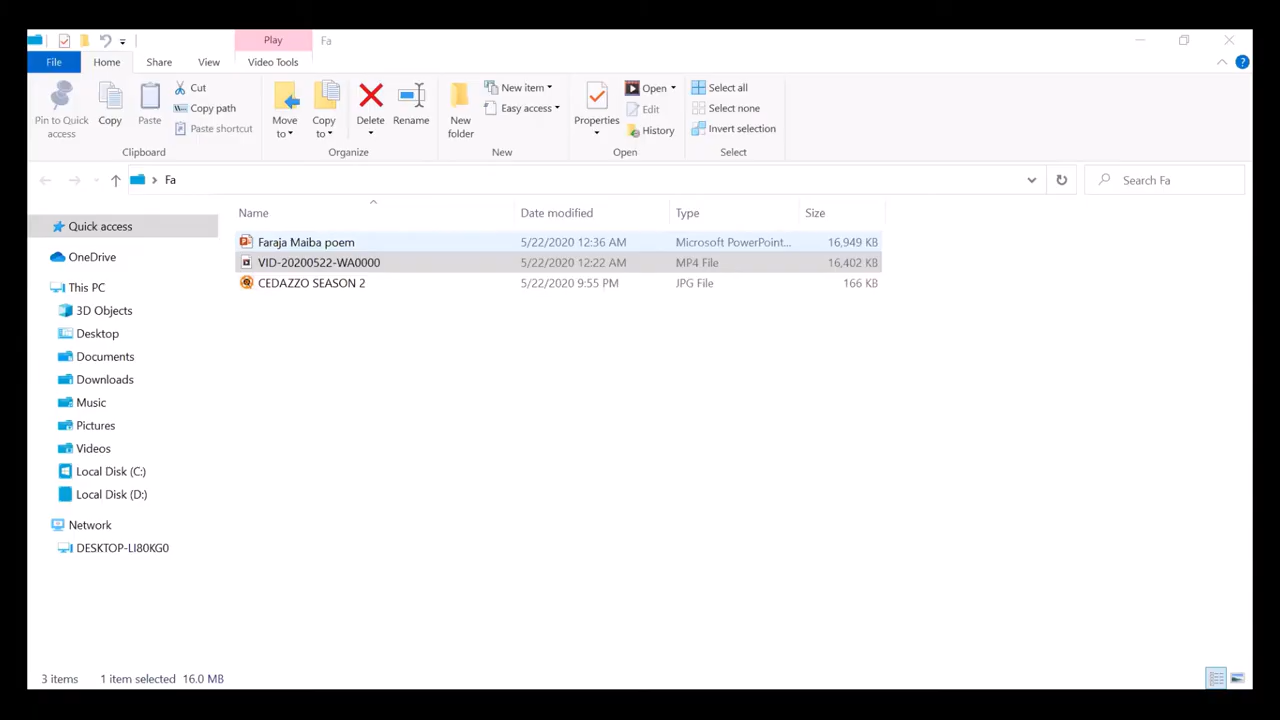 Play Fa
File Home Share View Video Tools
Pin to Quick access
Copy
Paste
Cut
Copy path
Paste shortcut
Clipboard
Move to
Copy to
Delete
Rename
Organize
New folder
New item
Easy access
New
Properties
Open
Edit
History
Open
Select all
Select none
Invert selection
Select
Fa
Search Fa
Name Date modified Type Size
Faraja Maiba poem 5/22/2020 12:36 AM Microsoft PowerPoint... 16,949 KB
VID-20200522-WA0000 5/22/2020 12:22 AM MP4 File 16,402 KB
CEDAZZO SEASON 2 5/22/2020 9:55 PM JPG File 166 KB
Quick access
OneDrive
This PC
3D Objects
Desktop
Documents
Downloads
Music
Pictures
Videos
Local Disk (C:)
Local Disk (D:)
Network
DESKTOP-LI80KG0
3 items 1 item selected 16.0 MB